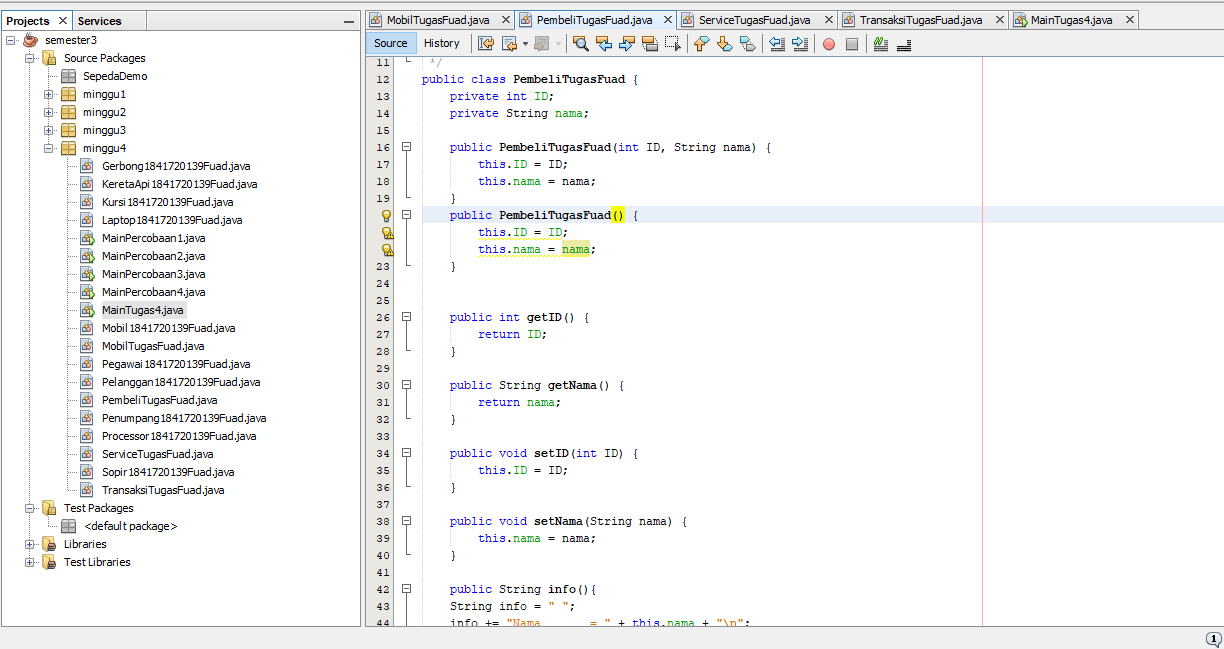 Projects Services
semester3
Source Packages
SepedaDemo
minggu1
minggu2
minggu3
minggu4
Gerbong1841720139Fuad.java
KeretaApi1841720139Fuad.java
Kursi1841720139Fuad.java
Laptop1841720139Fuad.java
MainPercobaan1.java
MainPercobaan2.java
MainPercobaan3.java
MainPercobaan4.java
MainTugas4.java
Mobil1841720139Fuad.java
MobilTugasFuad.java
Pegawai1841720139Fuad.java
Pelanggan1841720139Fuad.java
PembeliTugasFuad.java
Penumpang1841720139Fuad.java
Processor1841720139Fuad.java
ServiceTugasFuad.java
Sopir1841720139Fuad.java
TransaksiTugasFuad.java
Test Packages
<default package>
Libraries
Test Libraries
MobilTugasFuad.java PembeliTugasFuad.java ServiceTugasFuad.java TransaksiTugasFuad.java MainTugas4.java
Source History
11 */
12 public class PembeliTugasFuad {
13 private int ID;
14 private String nama;
15
16 public PembeliTugasFuad(int ID, String nama) {
17 this.ID = ID;
18 this.nama = nama;
19 }
public PembeliTugasFuad() {
this.ID = ID;
this.nama = nama;
23 }
24
25
26 public int getID() {
27 return ID;
28 }
29
30 public String getNama() {
31 return nama;
32 }
33
34 public void setID(int ID) {
35 this.ID = ID;
36 }
37
38 public void setNama(String nama) {
39 this.nama = nama;
40 }
41
42 public String info(){
43 String info = " ";
44 info += "Nama = " + this.nama + "\n";
1